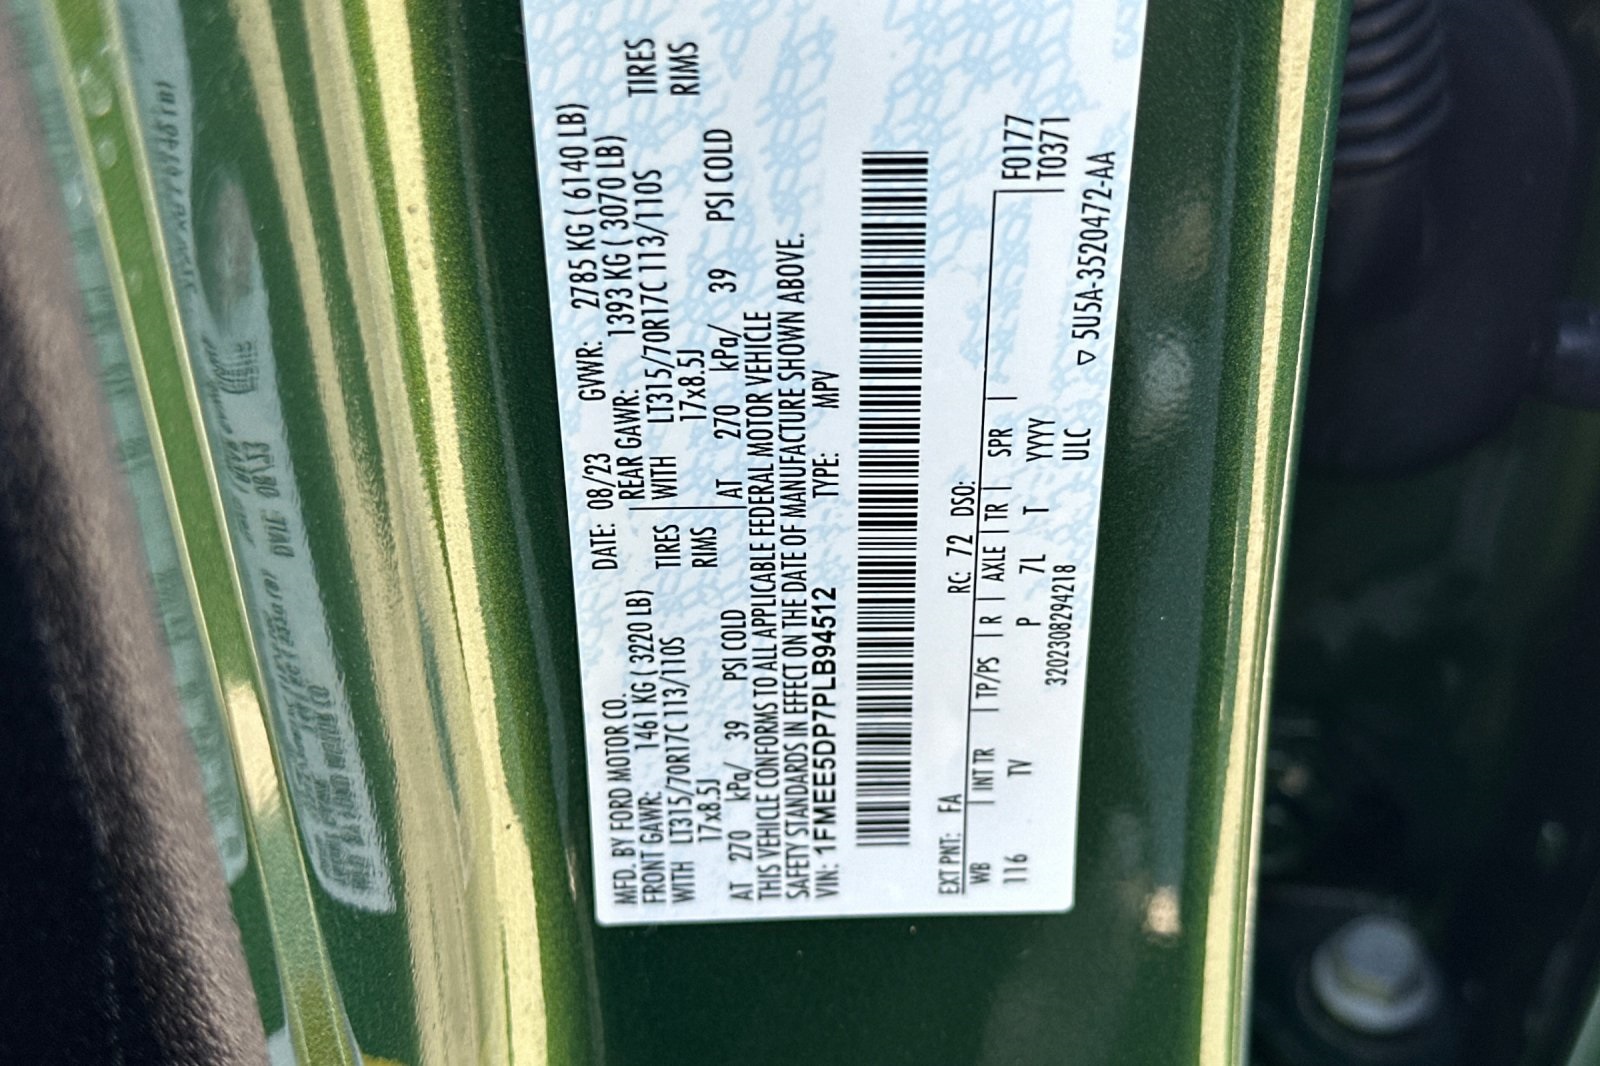 MFD. BY FORD MOTOR CO. DATE: 08/23 GVWR: 2785 KG ( 6140 LB)
FRONT GAWR: 1461 KG ( 3220 LB) REAR GAWR: 1393 KG ( 3070 LB)
WITH LT315/70R17C 113/110S TIRES WITH LT315/70R17C 113/110S TIRES
17x8.5J RIMS 17x8.5J RIMS
AT 270 kPa/ 39 PSI COLD AT 270 kPa/ 39 PSI COLD
THIS VEHICLE CONFORMS TO ALL APPLICABLE FEDERAL MOTOR VEHICLE
SAFETY STANDARDS IN EFFECT ON THE DATE OF MANUFACTURE SHOWN ABOVE.
VIN: 1FMEE5DP7PLB94512 TYPE: MPV
EXT PNT: FA RC: 72 DSO: F0177
WB INT TR TP/PS R AXLE TR SPR T0371
116 TV P 7L T YYYY
3202308294218 ULC ▽ 5U5A-3520472-AA